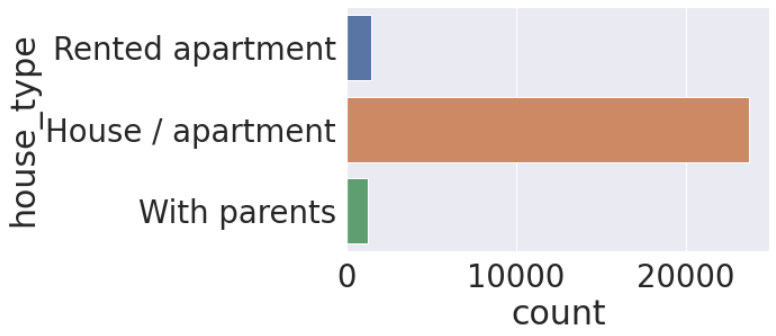 house_type
Rented apartment
House / apartment
With parents
0 10000 20000
count